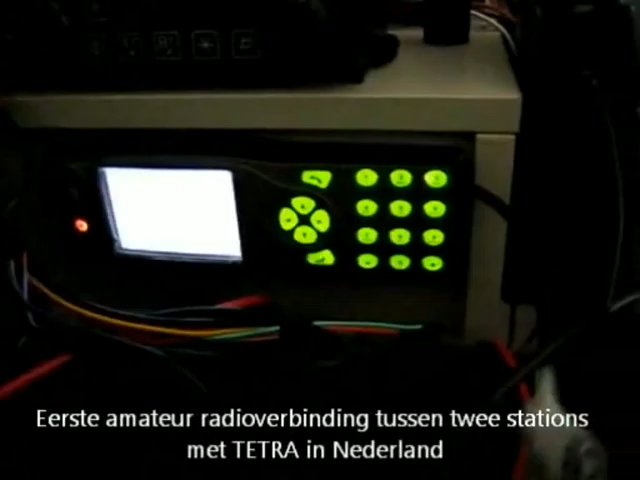 Eerste amateur radioverbinding tussen twee stations
met TETRA in Nederland